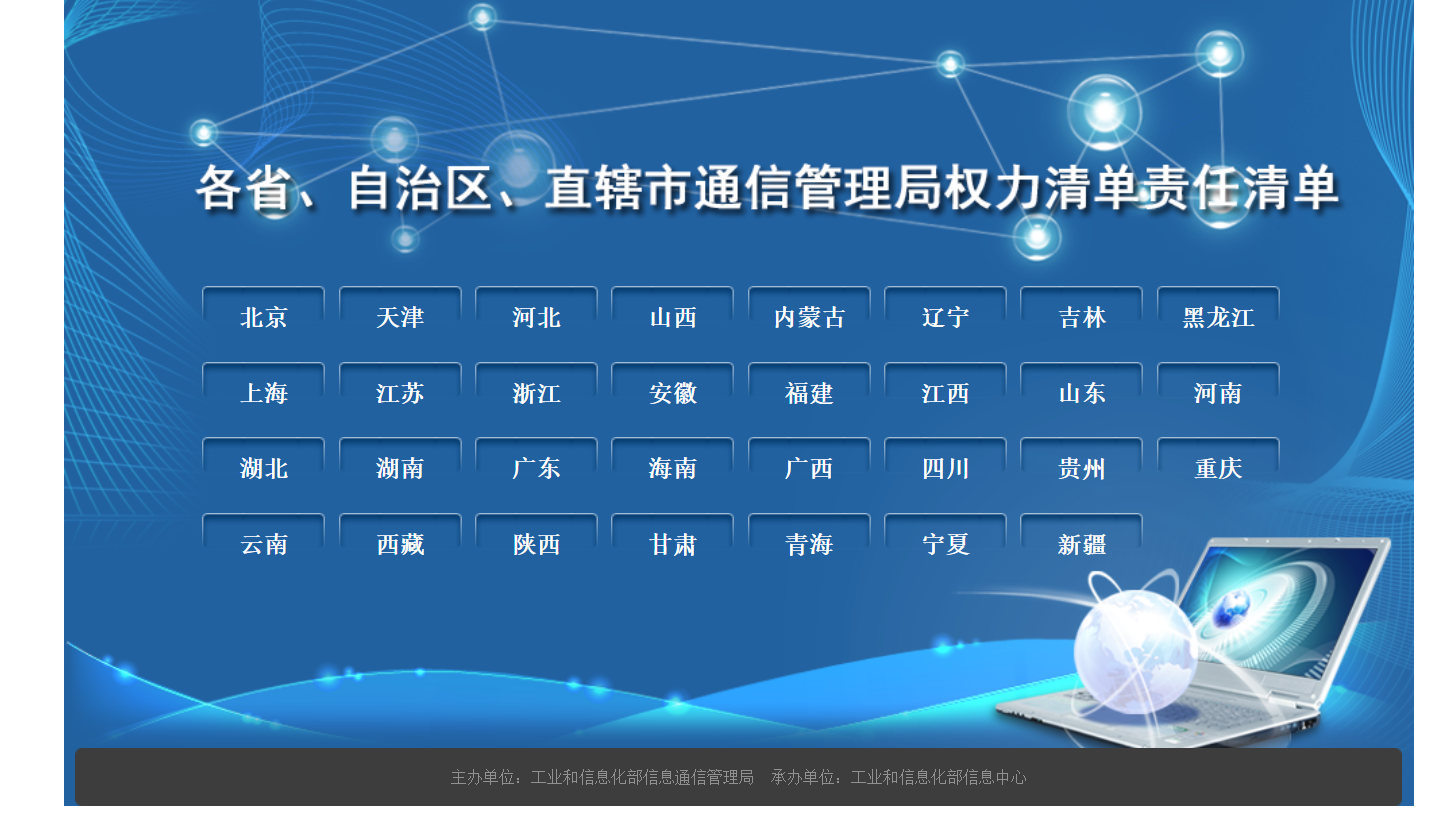 各省、自治区、直辖市通信管理局权力清单责任清单
北京 天津 河北 山西 内蒙古 辽宁 吉林 黑龙江
上海 江苏 浙江 安徽 福建 江西 山东 河南
湖北 湖南 广东 海南 广西 四川 贵州 重庆
云南 西藏 陕西 甘肃 青海 宁夏 新疆
主办单位：工业和信息化部信息通信管理局 承办单位：工业和信息化部信息中心